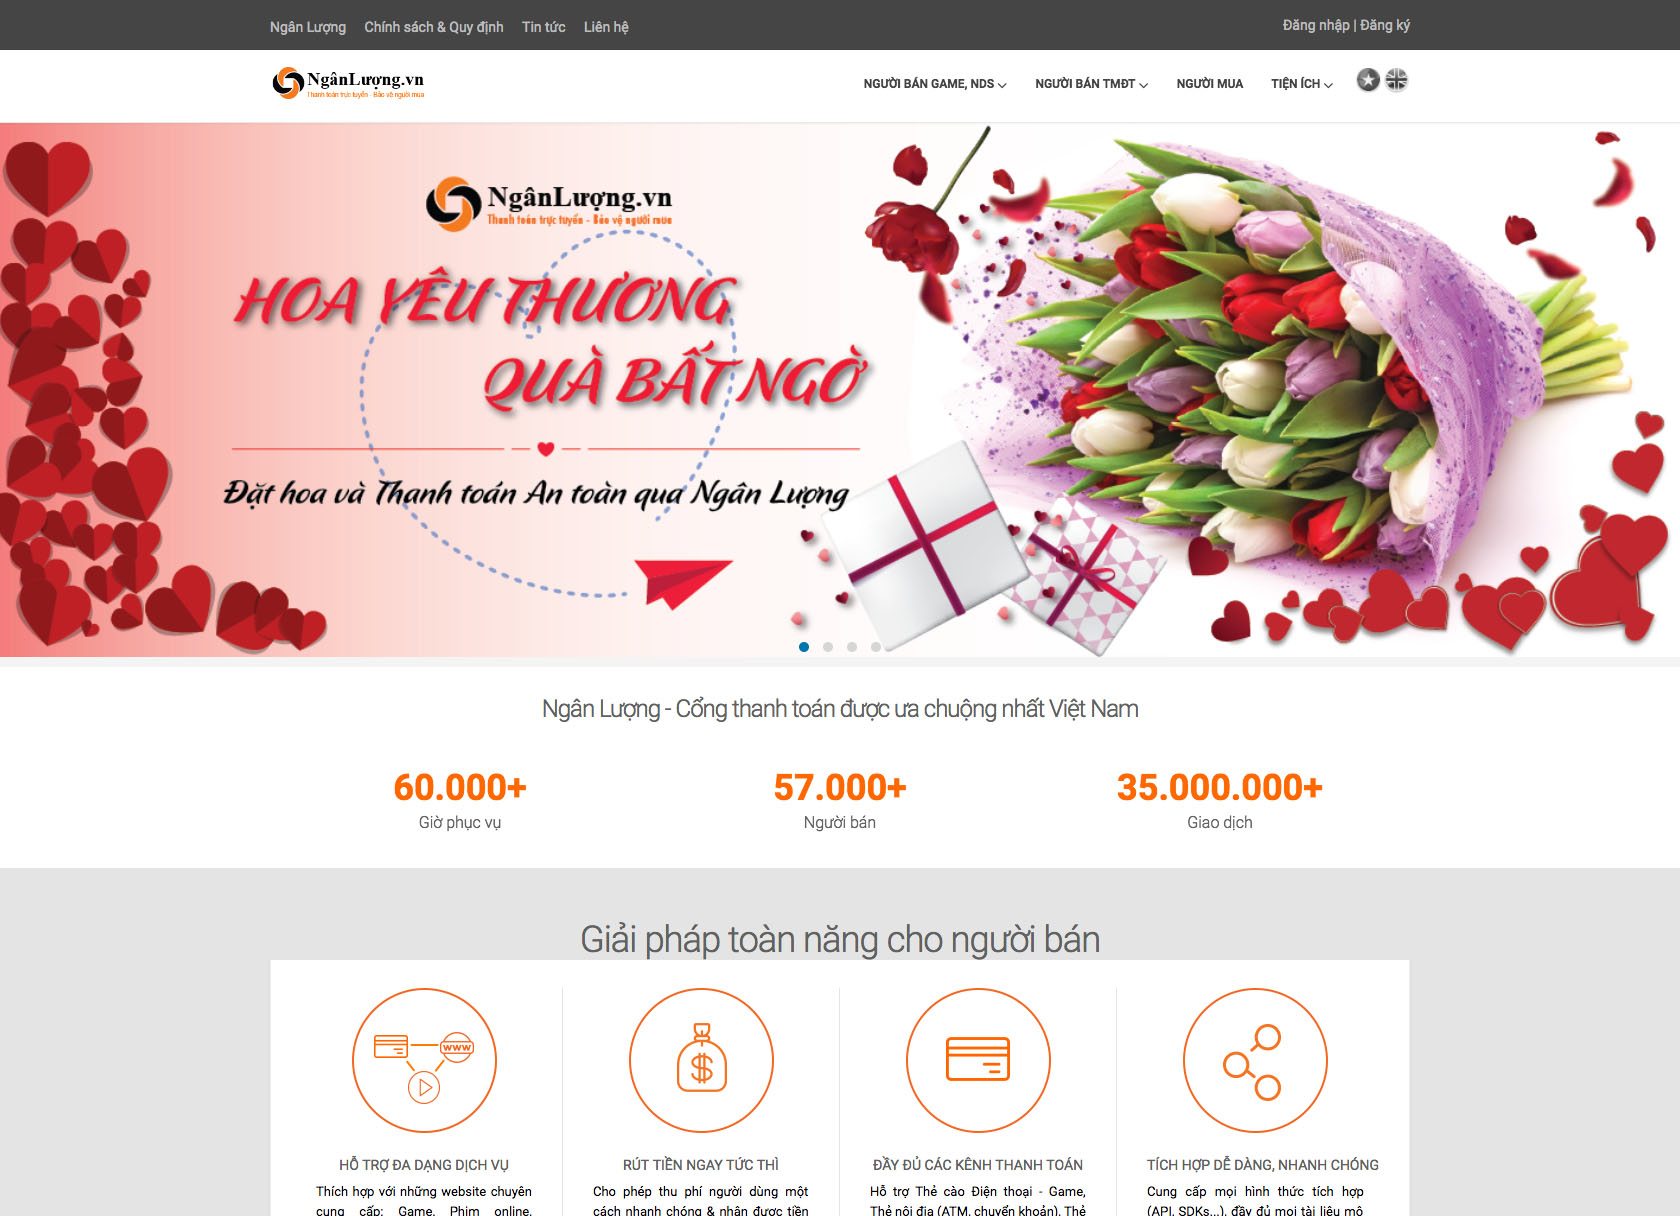 Ngân Lượng Chính sách & Quy định Tin tức Liên hệ Đăng nhập | Đăng ký
NgânLượng.vn
Thanh toán trực tuyến - Bảo vệ người mua
NGƯỜI BÁN GAME, NDS NGƯỜI BÁN TMĐT NGƯỜI MUA TIỆN ÍCH
NgânLượng.vn
Thanh toán trực tuyến - Bảo vệ người mua
HOA YÊU THƯƠNG
QUÀ BẤT NGỜ
Đặt hoa và Thanh toán An toàn qua Ngân Lượng
Ngân Lượng - Cổng thanh toán được ưa chuộng nhất Việt Nam
60.000+ 57.000+ 35.000.000+
Giờ phục vụ Người bán Giao dịch
Giải pháp toàn năng cho người bán
WWW
$
HỖ TRỢ ĐA DẠNG DỊCH VỤ
Thích hợp với những website chuyên
cung cấp: Game, Phim online,
RÚT TIỀN NGAY TỨC THÌ
Cho phép thu phí người dùng một
cách nhanh chóng & nhận được tiền
ĐẦY ĐỦ CÁC KÊNH THANH TOÁN
Hỗ trợ Thẻ cào Điện thoại - Game,
Thẻ nội địa (ATM, chuyển khoản), Thẻ
TÍCH HỢP DỄ DÀNG, NHANH CHÓNG
Cung cấp mọi hình thức tích hợp
(API, SDKs...), đầy đủ mọi tài liệu mô